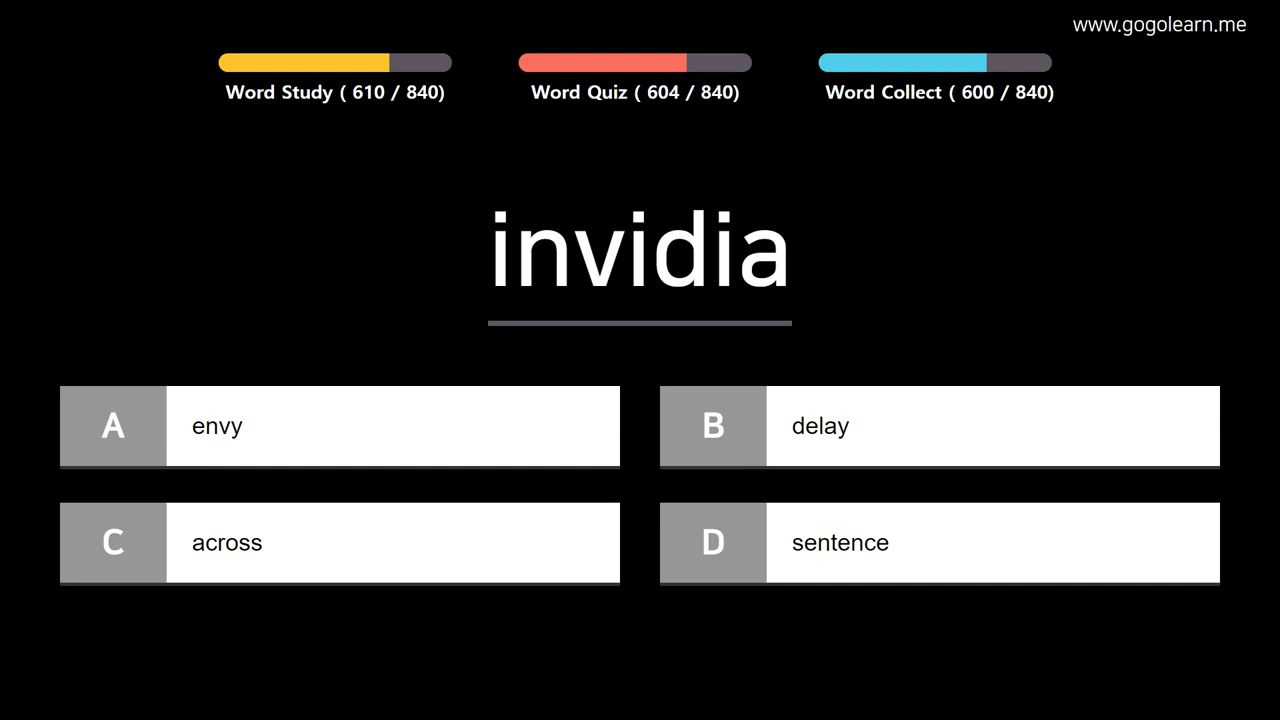 www.gogolearn.me
Word Study ( 610 / 840)
Word Quiz ( 604 / 840)
Word Collect ( 600 / 840)
invidia
A envy
B delay
C across
D sentence